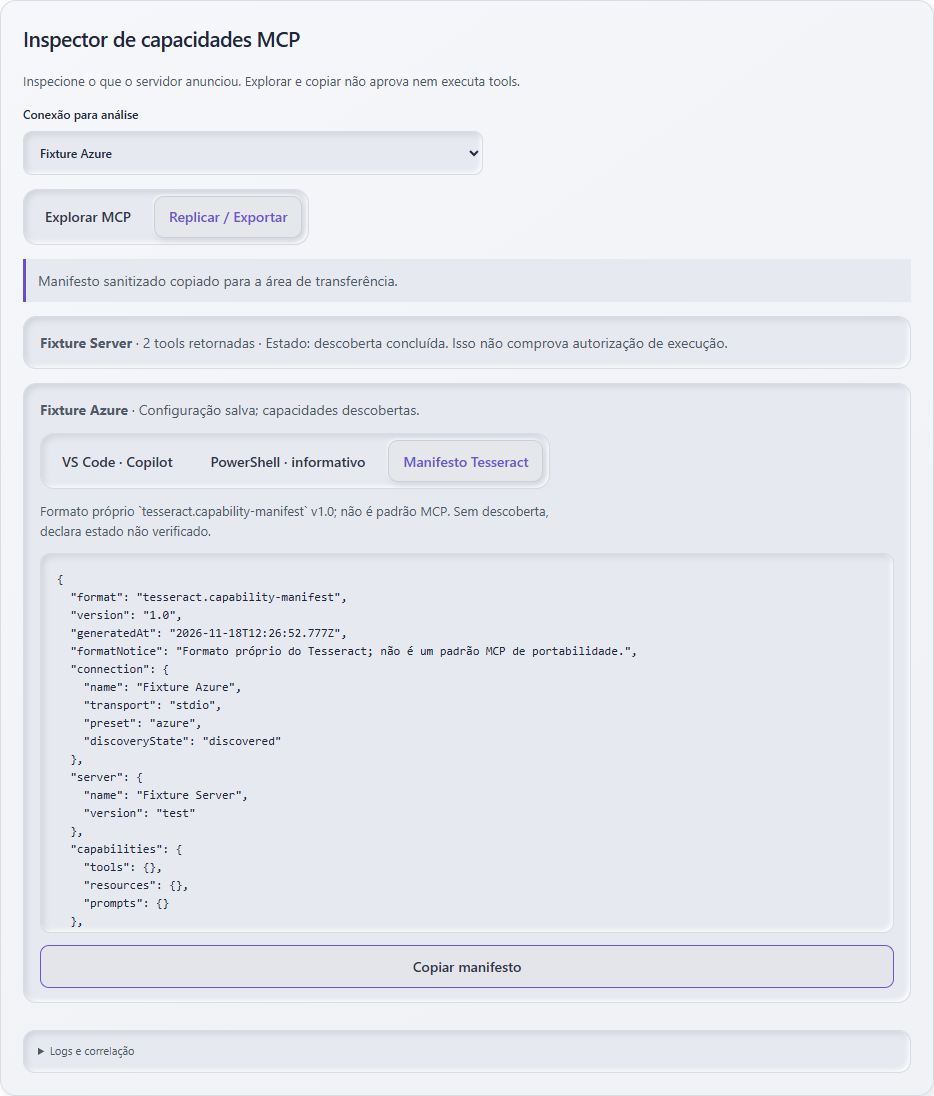 Inspector de capacidades MCP
Inspecione o que o servidor anunciou. Explorar e copiar não aprova nem executa tools.
Conexão para análise
Fixture Azure
Explorar MCP
Replicar / Exportar
Manifesto sanitizado copiado para a área de transferência.
Fixture Server · 2 tools retornadas · Estado: descoberta concluída. Isso não comprova autorização de execução.
Fixture Azure · Configuração salva; capacidades descobertas.
VS Code · Copilot
PowerShell · informativo
Manifesto Tesseract
Formato próprio `tesseract.capability-manifest` v1.0; não é padrão MCP. Sem descoberta,
declara estado não verificado.
{
  "format": "tesseract.capability-manifest",
  "version": "1.0",
  "generatedAt": "2026-11-18T12:26:52.777Z",
  "formatNotice": "Formato próprio do Tesseract; não é um padrão MCP de portabilidade.",
  "connection": {
    "name": "Fixture Azure",
    "transport": "stdio",
    "preset": "azure",
    "discoveryState": "discovered"
  },
  "server": {
    "name": "Fixture Server",
    "version": "test"
  },
  "capabilities": {
    "tools": {},
    "resources": {},
    "prompts": {}
  },
Copiar manifesto
▶ Logs e correlação